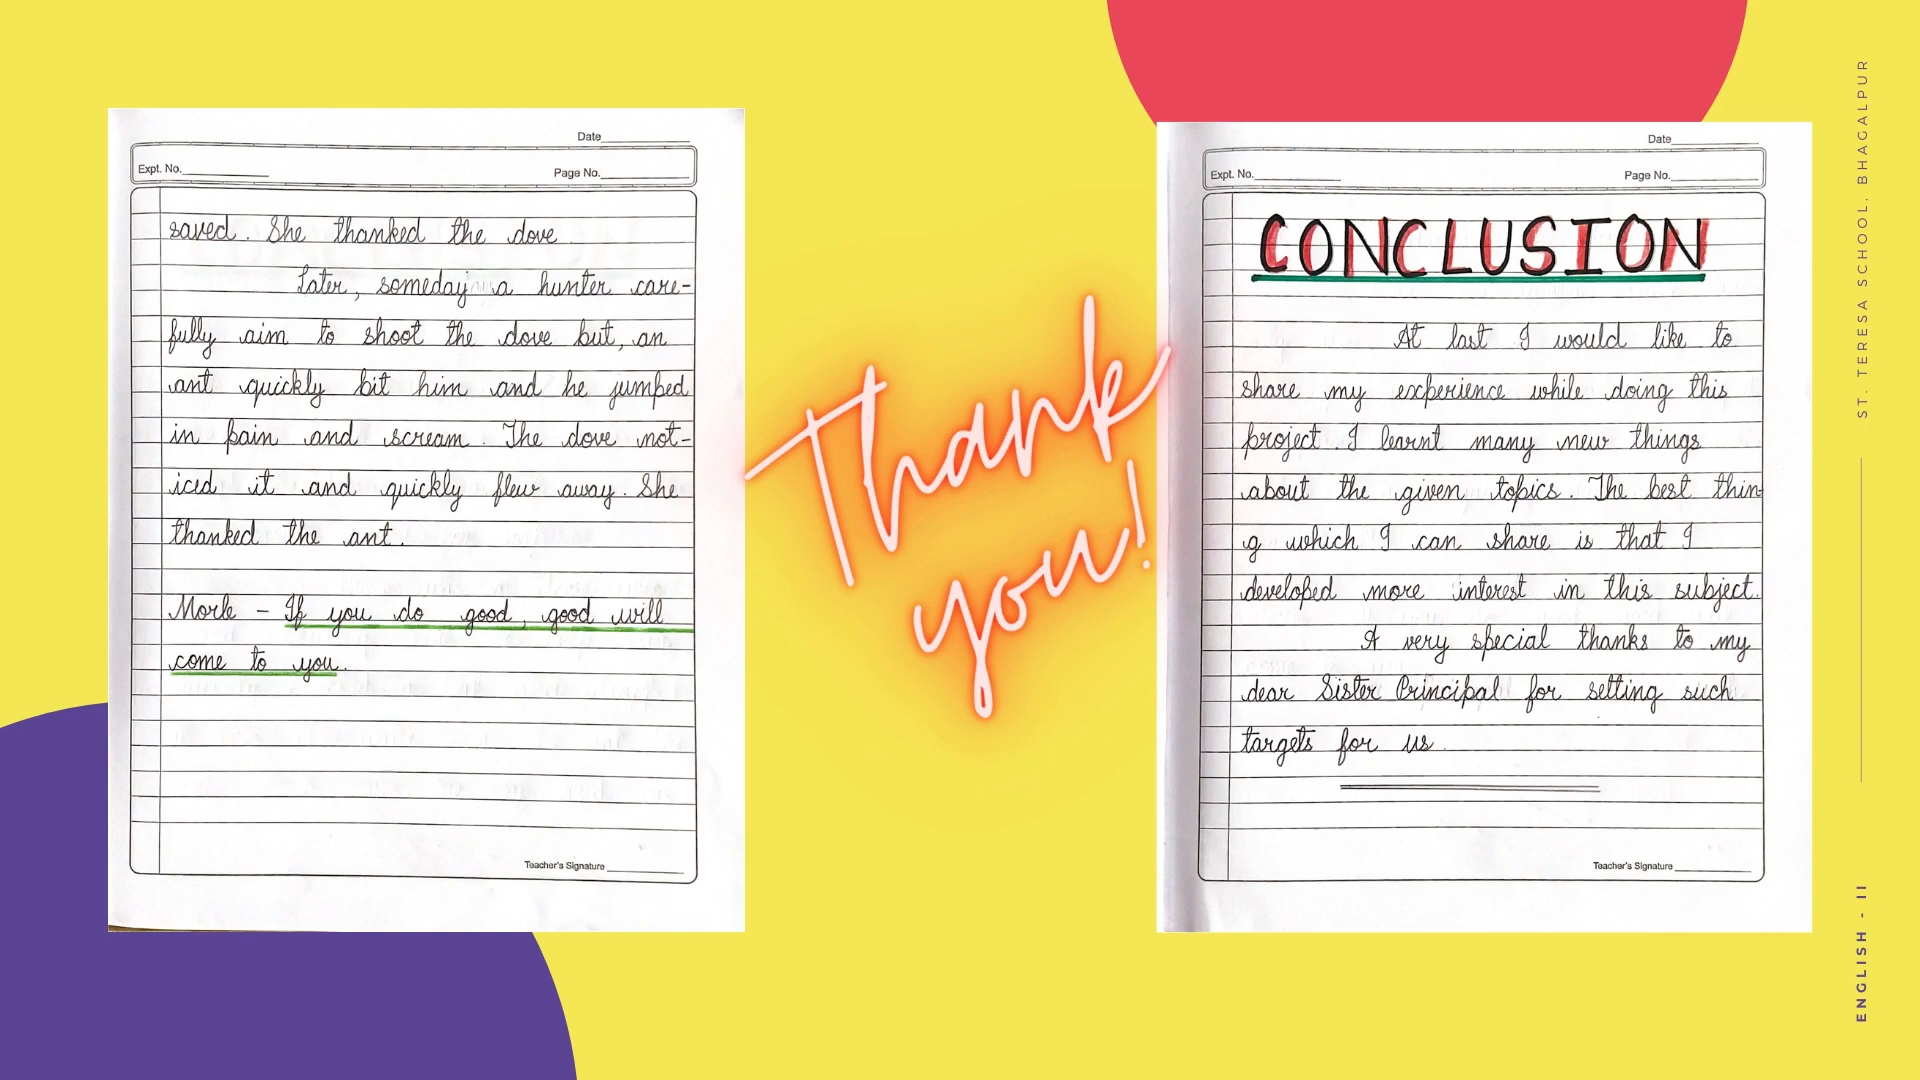 Date
Expt. No.
Page No.
saved. She thanked the dove
Later, someday a hunter care-
fully aim to shoot the dove but, an
ant quickly bit him and he jumped
in pain and scream. The dove not-
iced it and quickly flew away. She
thanked the ant.
Morle - If you do good, good will
come to you.
Teacher's Signature
Thank
you!
Date
Expt. No.
Page No.
CONCLUSION
At last I would like to
share my experience while doing this
project. I learnt many new things
about the given topics. The best thin-
g which I can share is that I
developed more interest in this subject.
A very special thanks to my
dear Sister Principal for setting such
targets for us.
Teacher's Signature
ST. TERESA SCHOOL, BHAGALPUR
ENGLISH - II